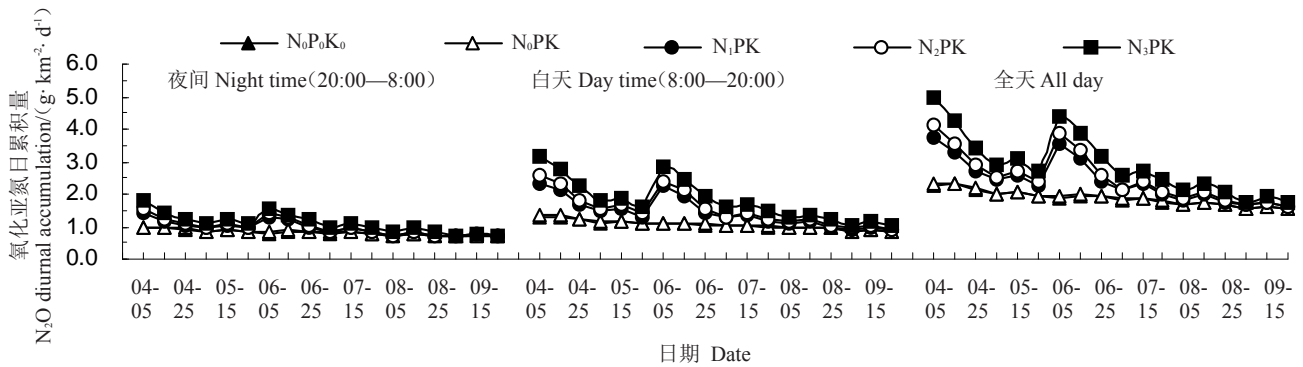 N₀P₀K₀ N₀PK N₁PK N₂PK N₃PK
氧化亚氮日累积量
N₂O diurnal accumulation/(g· km⁻²· d⁻¹)
6.0
5.0
4.0
3.0
2.0
1.0
0.0
夜间 Night time(20:00—8:00) 白天 Day time(8:00—20:00) 全天 All day
04- 04- 05- 06- 06- 07- 08- 08- 09- 04- 04- 05- 06- 06- 07- 08- 08- 09- 04- 04- 05- 06- 06- 07- 08- 08- 09-
05 25 15 05 25 15 05 25 15 05 25 15 05 25 15 05 25 15 05 25 15 05 25 15 05 25 15
日期 Date